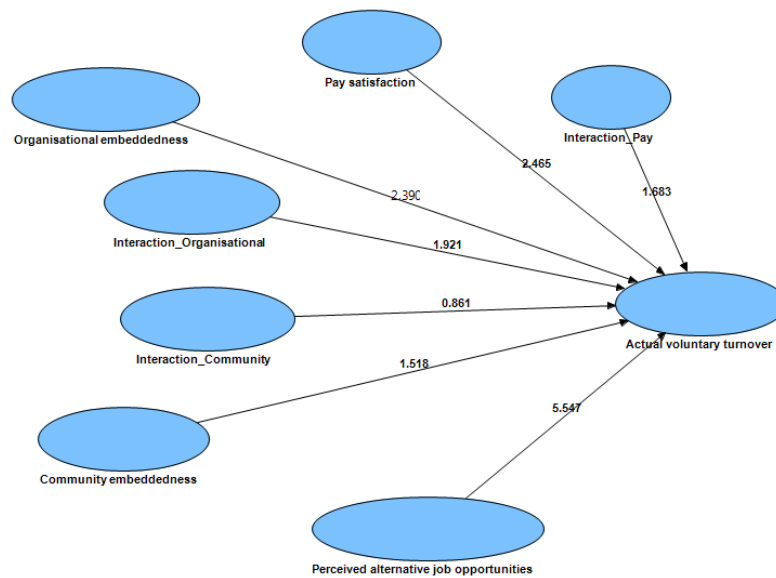 Pay satisfaction
Interaction_Pay
Organisational embeddedness
2.465
1.683
2.390
Interaction_Organisational
1.921
0.861
Actual voluntary turnover
Interaction_Community
1.518
5.547
Community embeddedness
Perceived alternative job opportunities